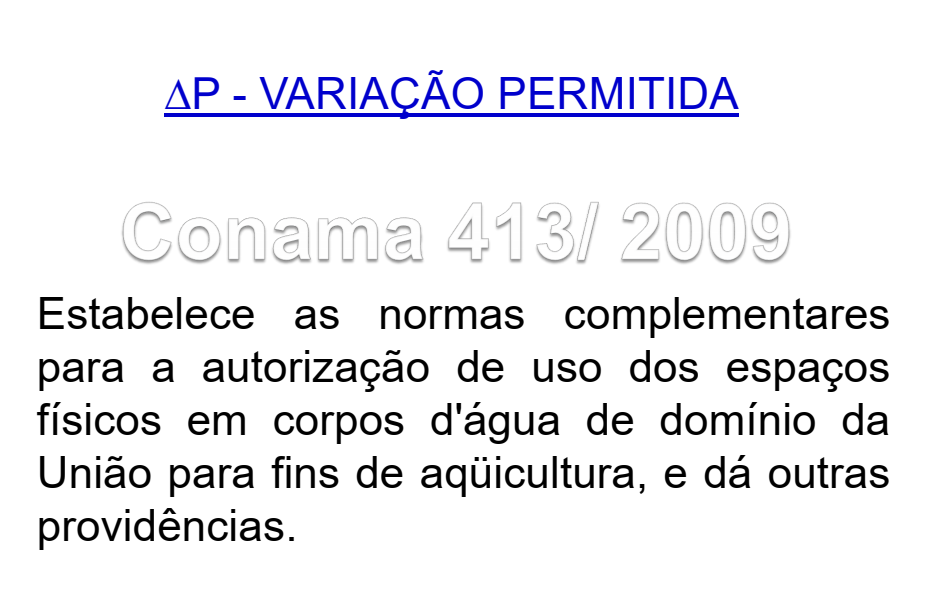 ∆P - VARIAÇÃO PERMITIDA
Conama 413/ 2009
Estabelece as normas complementares
para a autorização de uso dos espaços
físicos em corpos d'água de domínio da
União para fins de aqüicultura, e dá outras
providências.